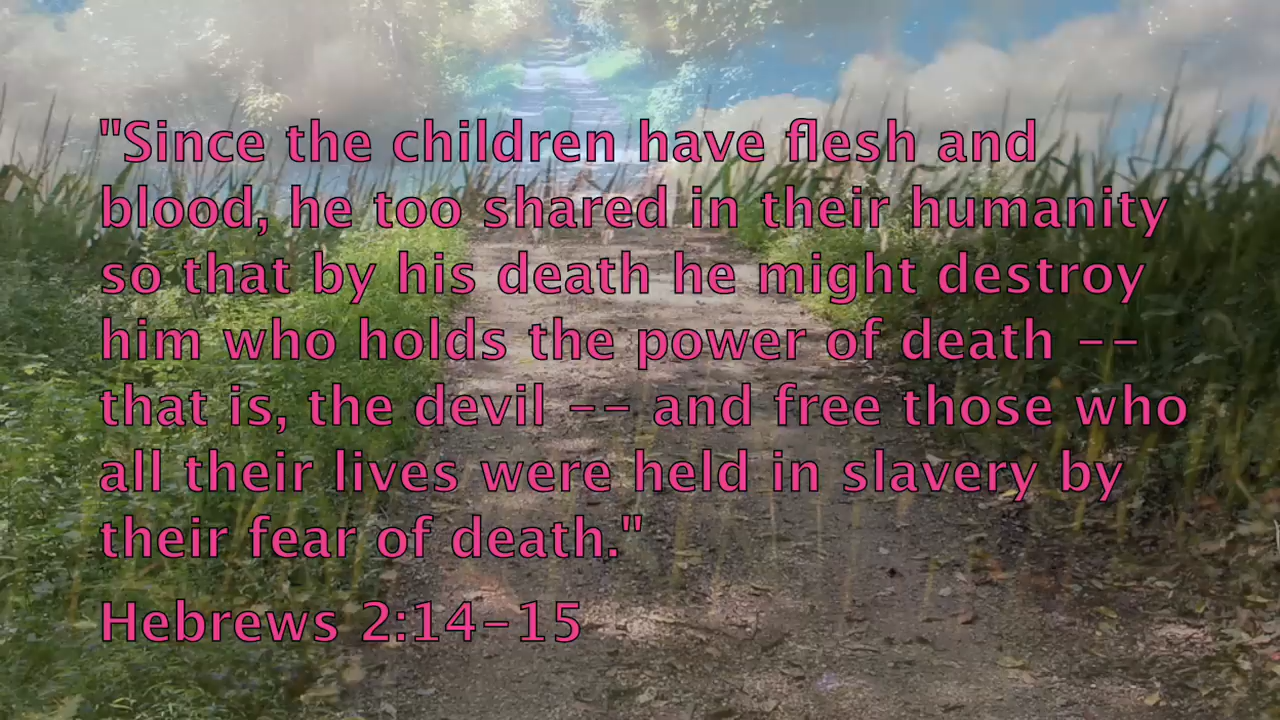 "Since the children have flesh and
blood, he too shared in their humanity
so that by his death he might destroy
him who holds the power of death --
that is, the devil -- and free those who
all their lives were held in slavery by
their fear of death."
Hebrews 2:14-15